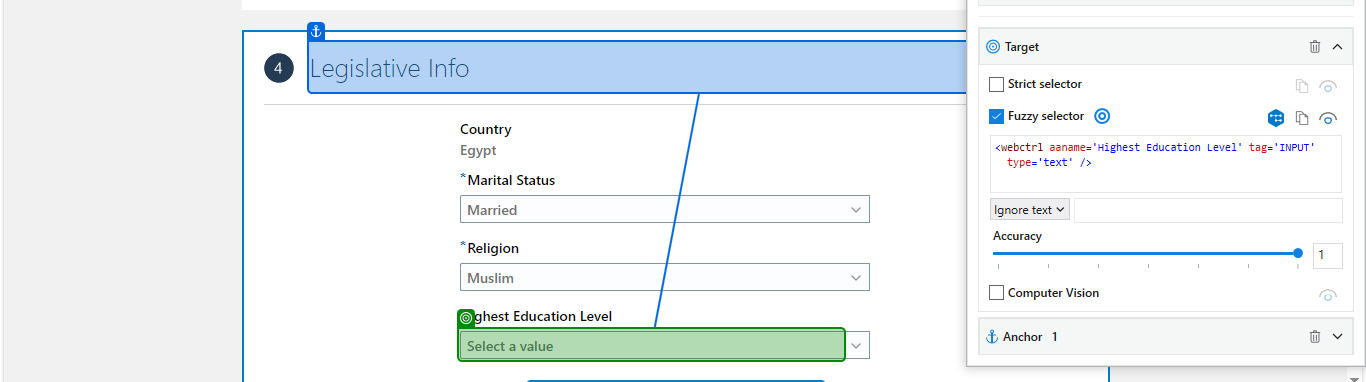 4
Legislative Info
Country
Egypt
*Marital Status
Married
*Religion
Muslim
ghest Education Level
Select a value
Target
Strict selector
Fuzzy selector
<webctrl aaname='Highest Education Level' tag='INPUT'
type='text' />
Ignore text
Accuracy
1
Computer Vision
Anchor 1